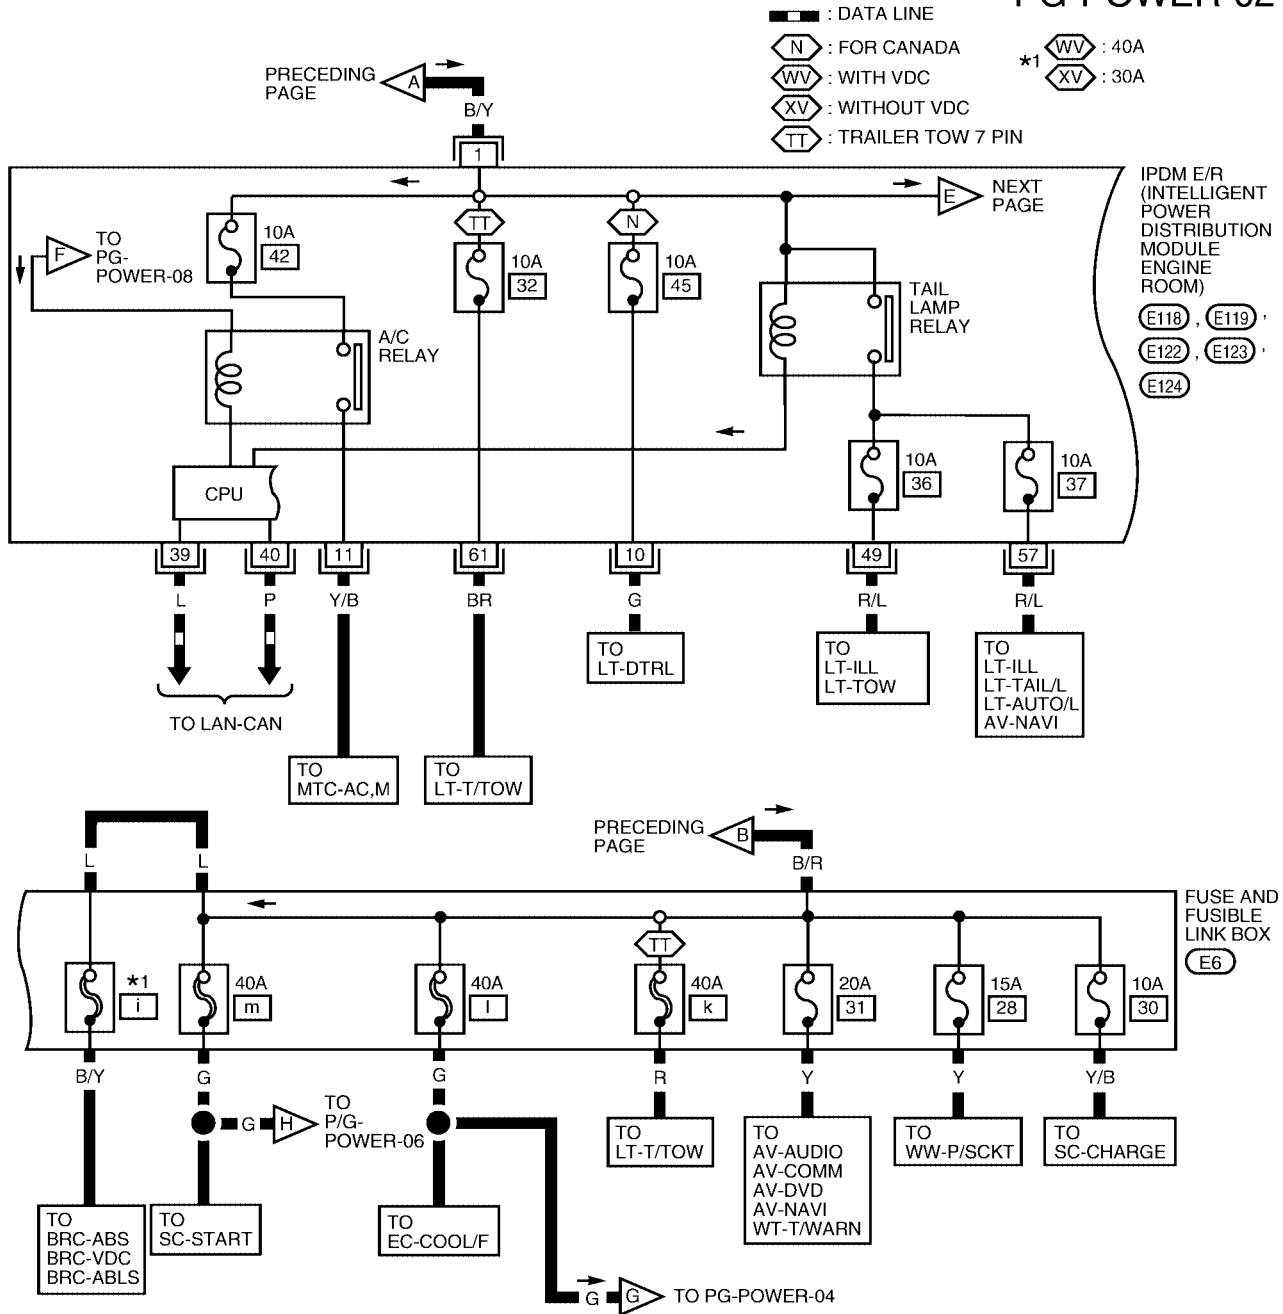 : DATA LINE
N : FOR CANADA
WV : WITH VDC
XV : WITHOUT VDC
TT : TRAILER TOW 7 PIN
*1 WV : 40A
XV : 30A
PRECEDING
PAGE
A
B/Y
1
IPDM E/R
(INTELLIGENT
POWER
DISTRIBUTION
MODULE
ENGINE
ROOM)
E118 , E119 ,
E122 , E123 ,
E124
E
NEXT
PAGE
F
TO
PG-
POWER-08
10A
42
TT
10A
32
N
10A
45
TAIL
LAMP
RELAY
A/C
RELAY
CPU
10A
36
10A
37
39
40
11
61
10
49
57
L
P
Y/B
BR
G
R/L
R/L
TO LAN-CAN
TO
MTC-AC,M
TO
LT-T/TOW
TO
LT-DTRL
TO
LT-ILL
LT-TOW
TO
LT-ILL
LT-TAIL/L
LT-AUTO/L
AV-NAVI
PRECEDING
PAGE
B
B/R
L
L
FUSE AND
FUSIBLE
LINK BOX
E6
*1
i
40A
m
40A
l
TT
40A
k
20A
31
15A
28
10A
30
B/Y
G
G
R
Y
Y
Y/B
G
H
TO
P/G-
POWER-06
TO
BRC-ABS
BRC-VDC
BRC-ABLS
TO
SC-START
TO
EC-COOL/F
TO
LT-T/TOW
TO
AV-AUDIO
AV-COMM
AV-DVD
AV-NAVI
WT-T/WARN
TO
WW-P/SCKT
TO
SC-CHARGE
G
G
TO PG-POWER-04